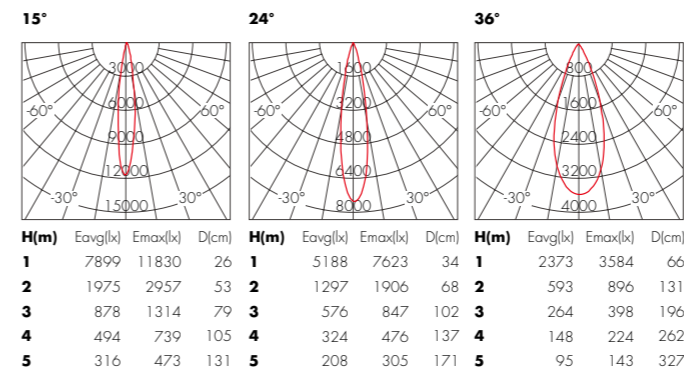 15° 24° 36°
3000 1600 800
6000 3200 1600
-60° 60° -60° 60° -60° 60°
9000 4800 2400
12000 6400 3200
-30° 30° -30° 30° -30° 30°
15000 8000 4000
H(m) Eavg(lx) Emax(lx) D(cm) H(m) Eavg(lx) Emax(lx) D(cm) H(m) Eavg(lx) Emax(lx) D(cm)
1 7899 11830 26 1 5188 7623 34 1 2373 3584 66
2 1975 2957 53 2 1297 1906 68 2 593 896 131
3 878 1314 79 3 576 847 102 3 264 398 196
4 494 739 105 4 324 476 137 4 148 224 262
5 316 473 131 5 208 305 171 5 95 143 327